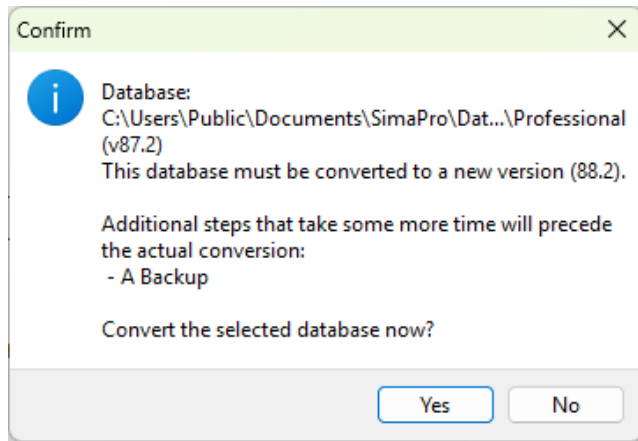 Confirm
Database:
C:\Users\Public\Documents\SimaPro\Dat...\Professional
(v87.2)
This database must be converted to a new version (88.2).
Additional steps that take some more time will precede
the actual conversion:
- A Backup
Convert the selected database now?
Yes
No